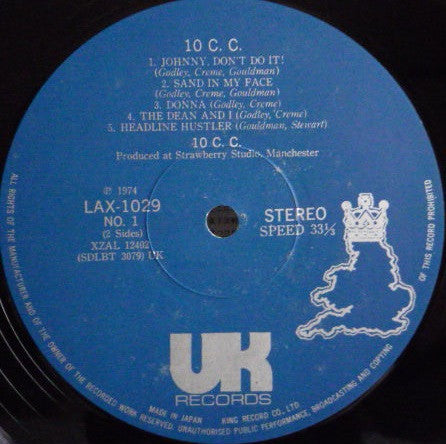 10 C. C.
1. JOHNNY, DON'T DO IT!
(Godley, Creme, Gouldman)
2. SAND IN MY FACE
(Godley, Creme, Gouldman)
3. DONNA (Godley, Creme)
4. THE DEAN AND I (Godley, Creme)
5. HEADLINE HUSTLER (Gouldman, Stewart)
10 C. C.
Produced at Strawberry Studio, Manchester
Ⓟ 1974
LAX-1029
NO. 1
(2 Sides)
XZAL 12402
(SDLBT 3079) UK
STEREO
SPEED 33⅓
UK
RECORDS
MADE IN JAPAN KING RECORD CO. LTD.
ALL RIGHTS OF THE MANUFACTURER AND OF THE OWNER OF THE RECORDED WORK RESERVED. UNAUTHORISED PUBLIC PERFORMANCE, BROADCASTING AND COPYING OF THIS RECORD PROHIBITED